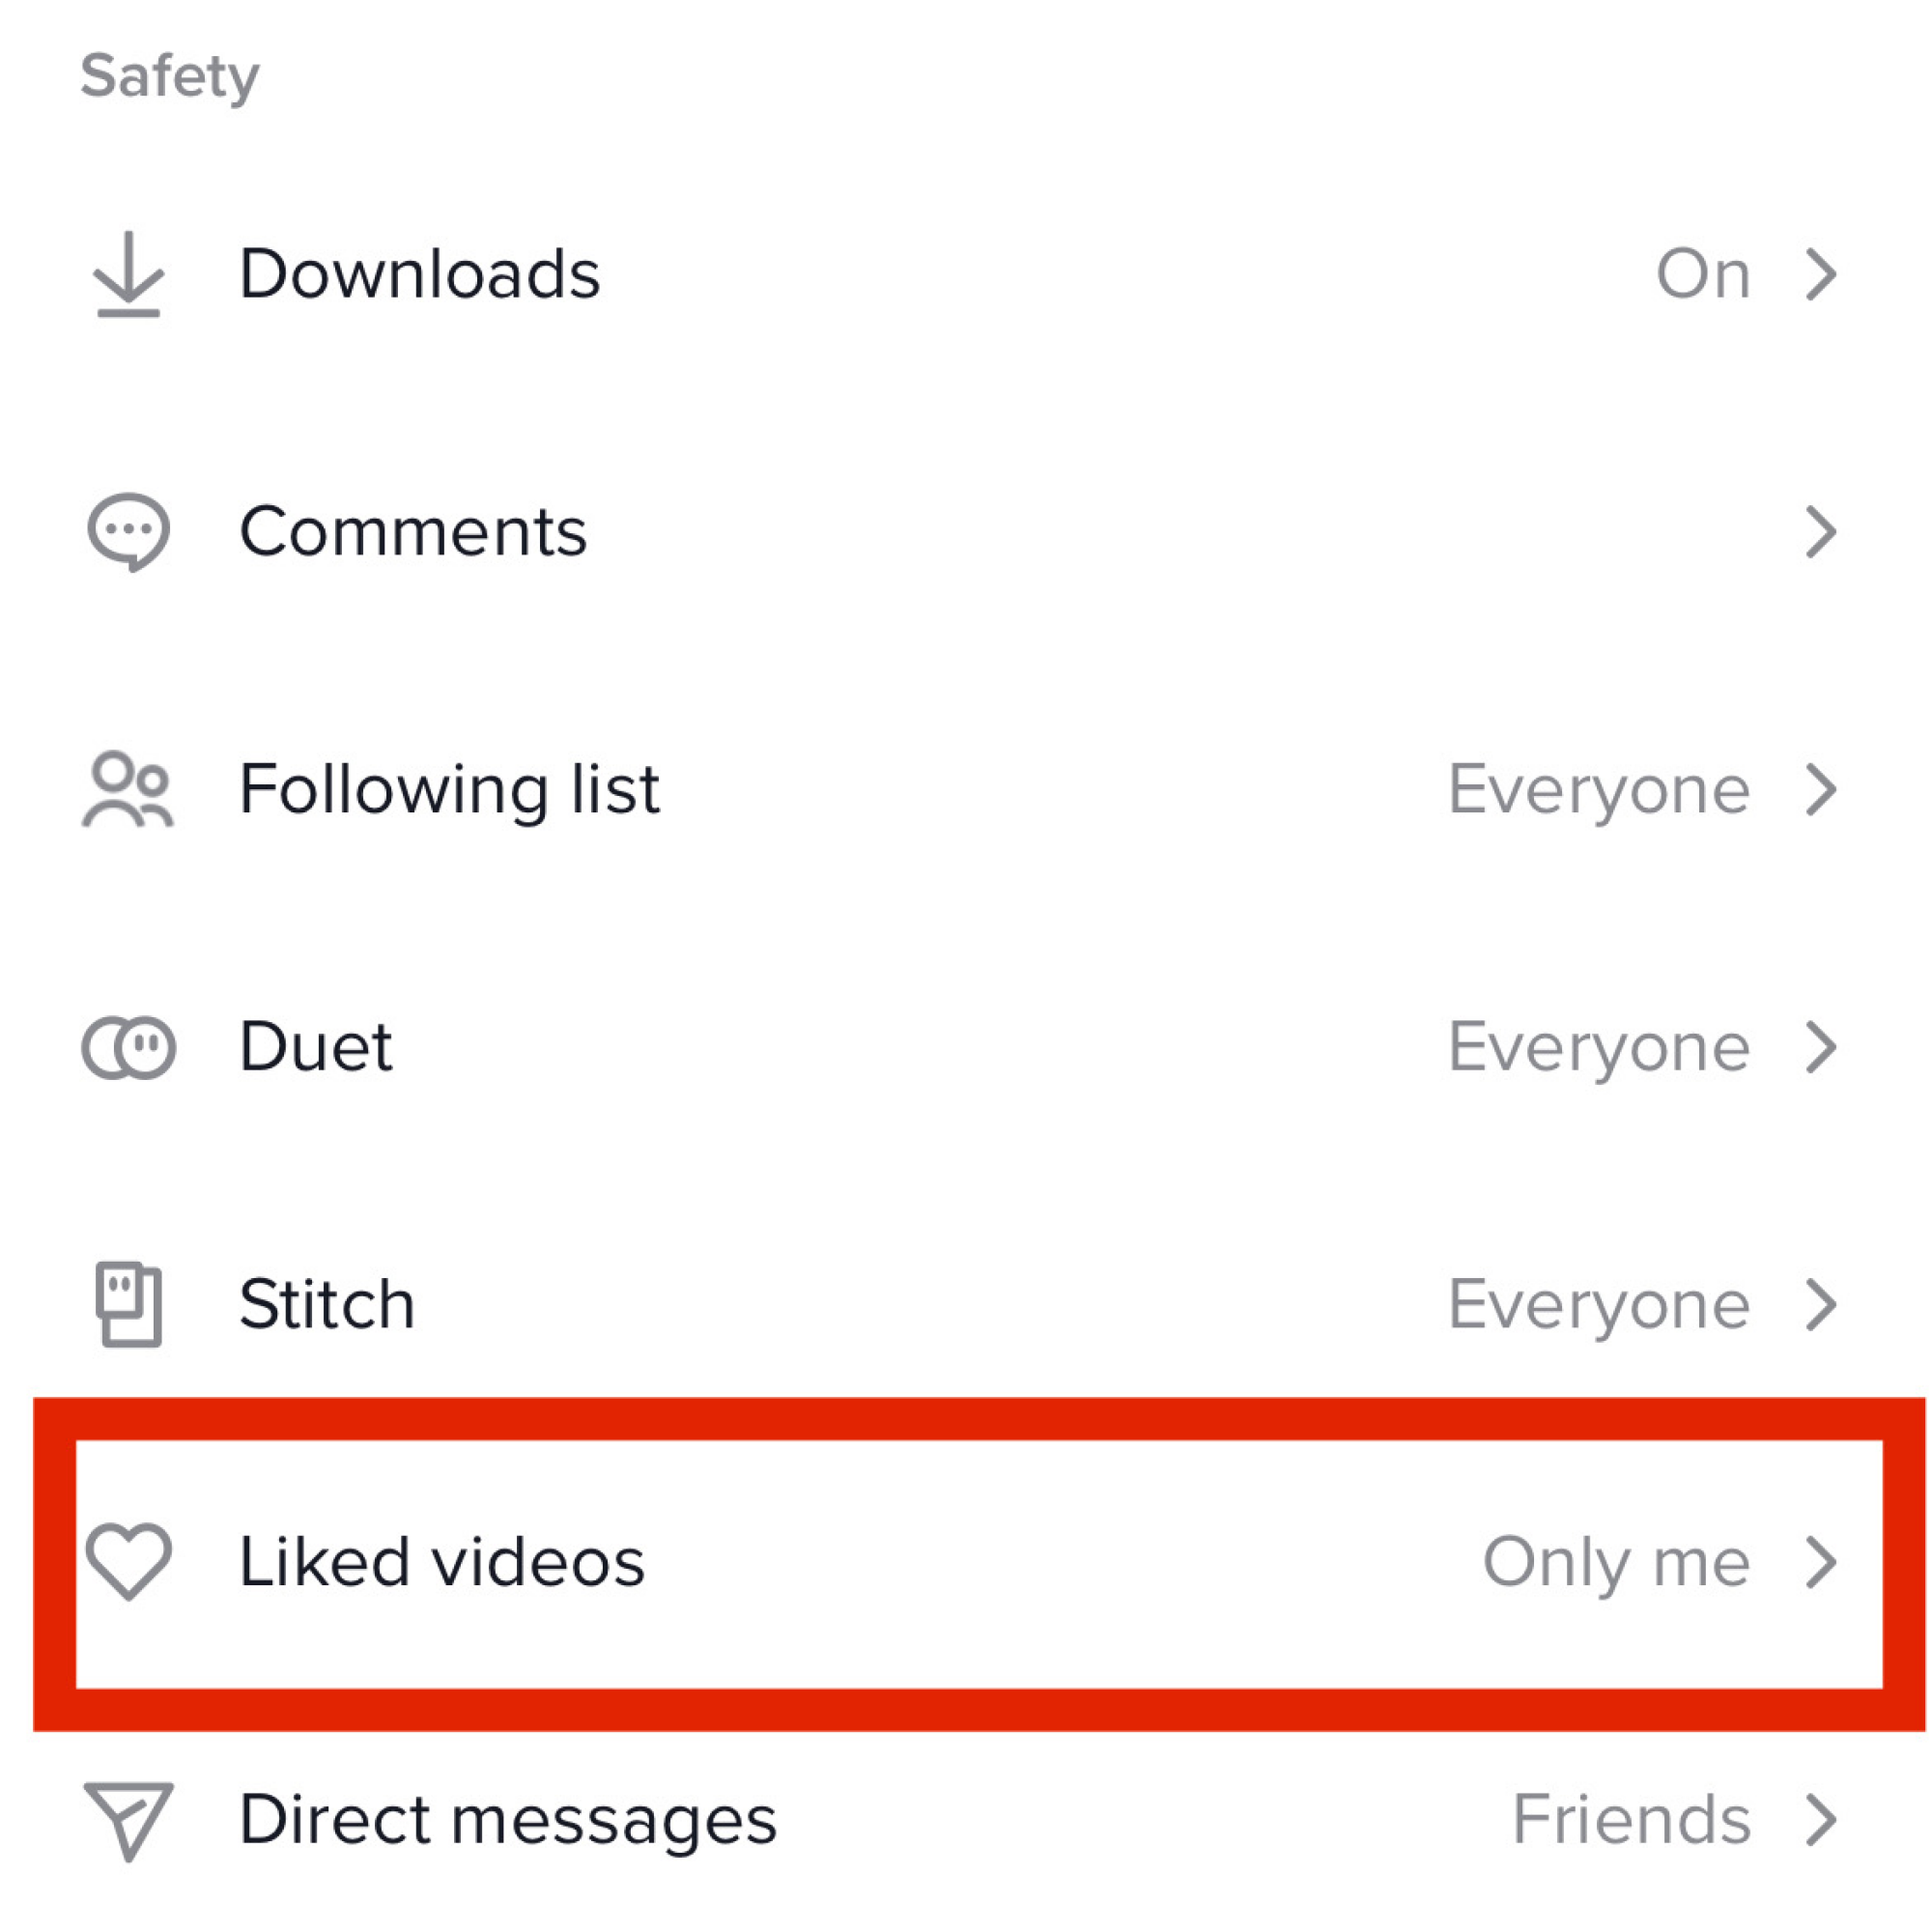 Safety
Downloads On
Comments
Following list Everyone
Duet Everyone
Stitch Everyone
Liked videos Only me
Direct messages Friends